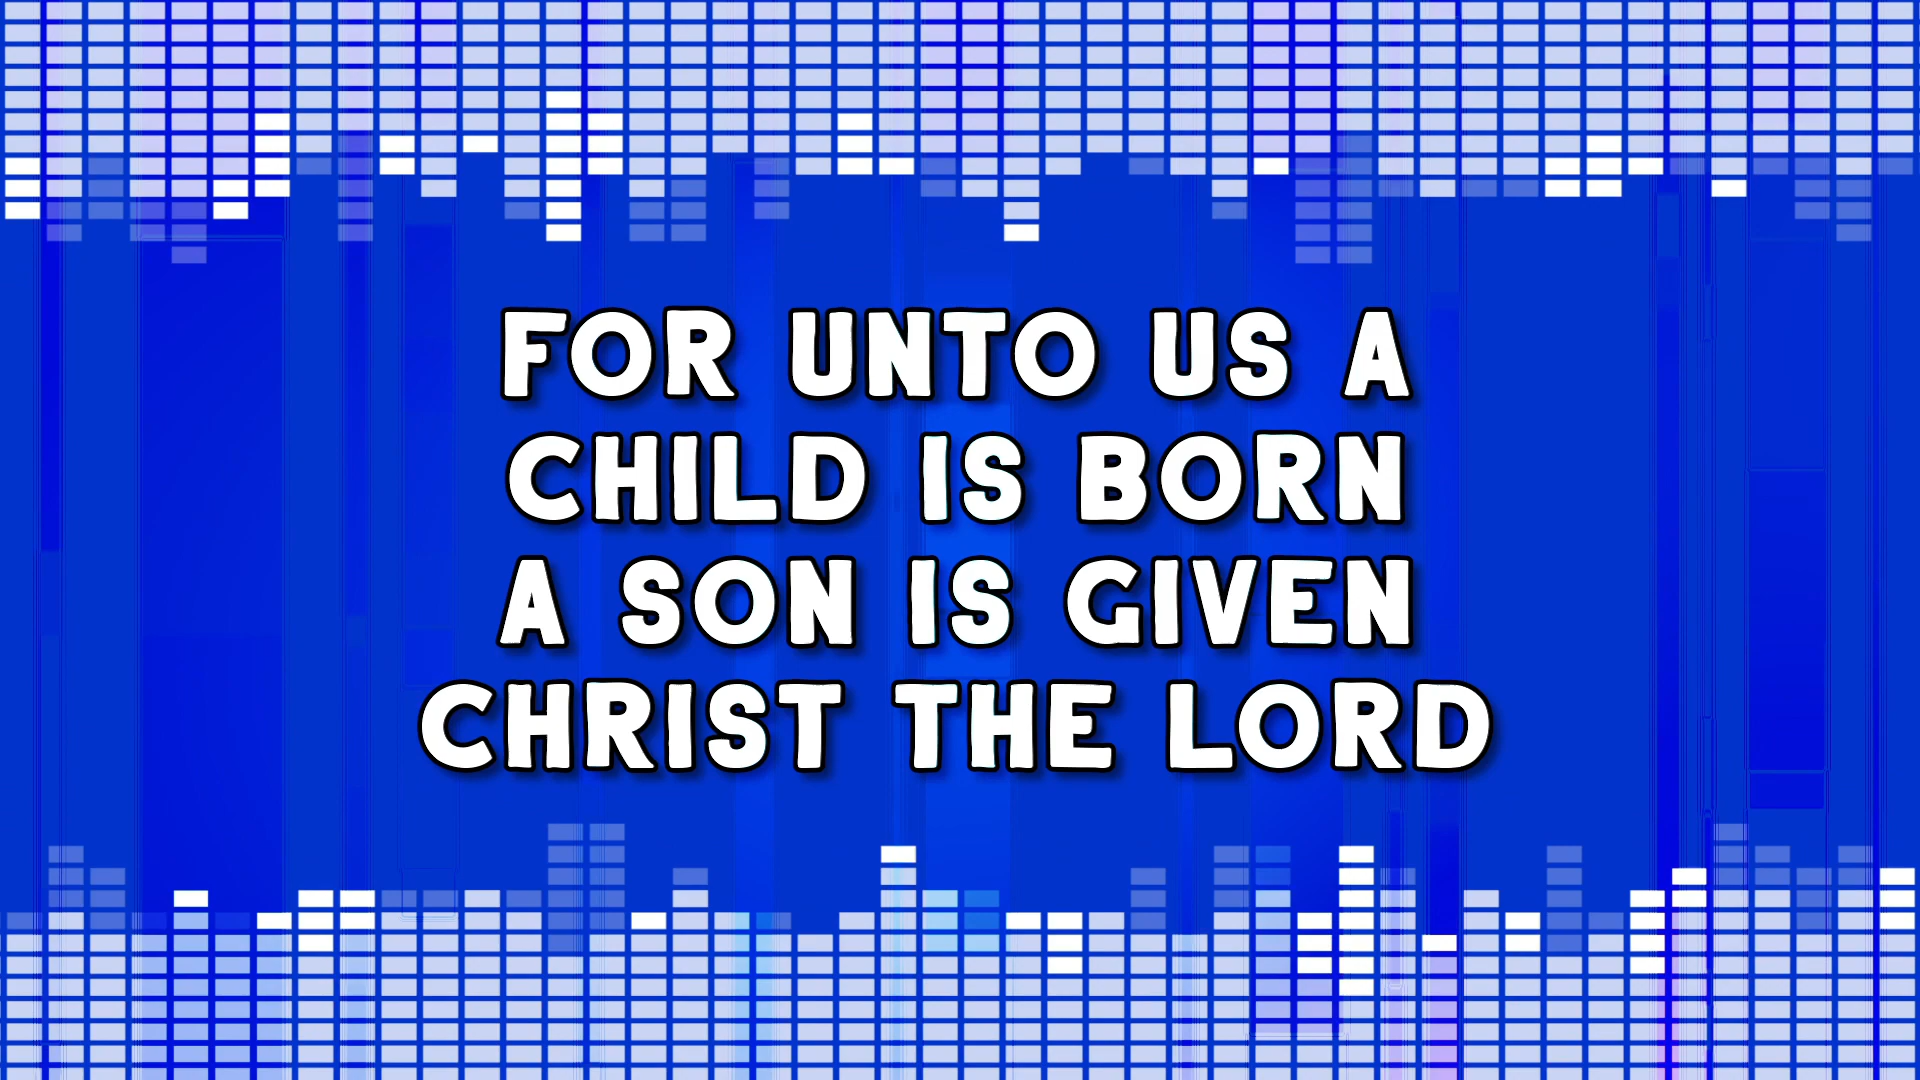 FOR UNTO US A
CHILD IS BORN
A SON IS GIVEN
CHRIST THE LORD